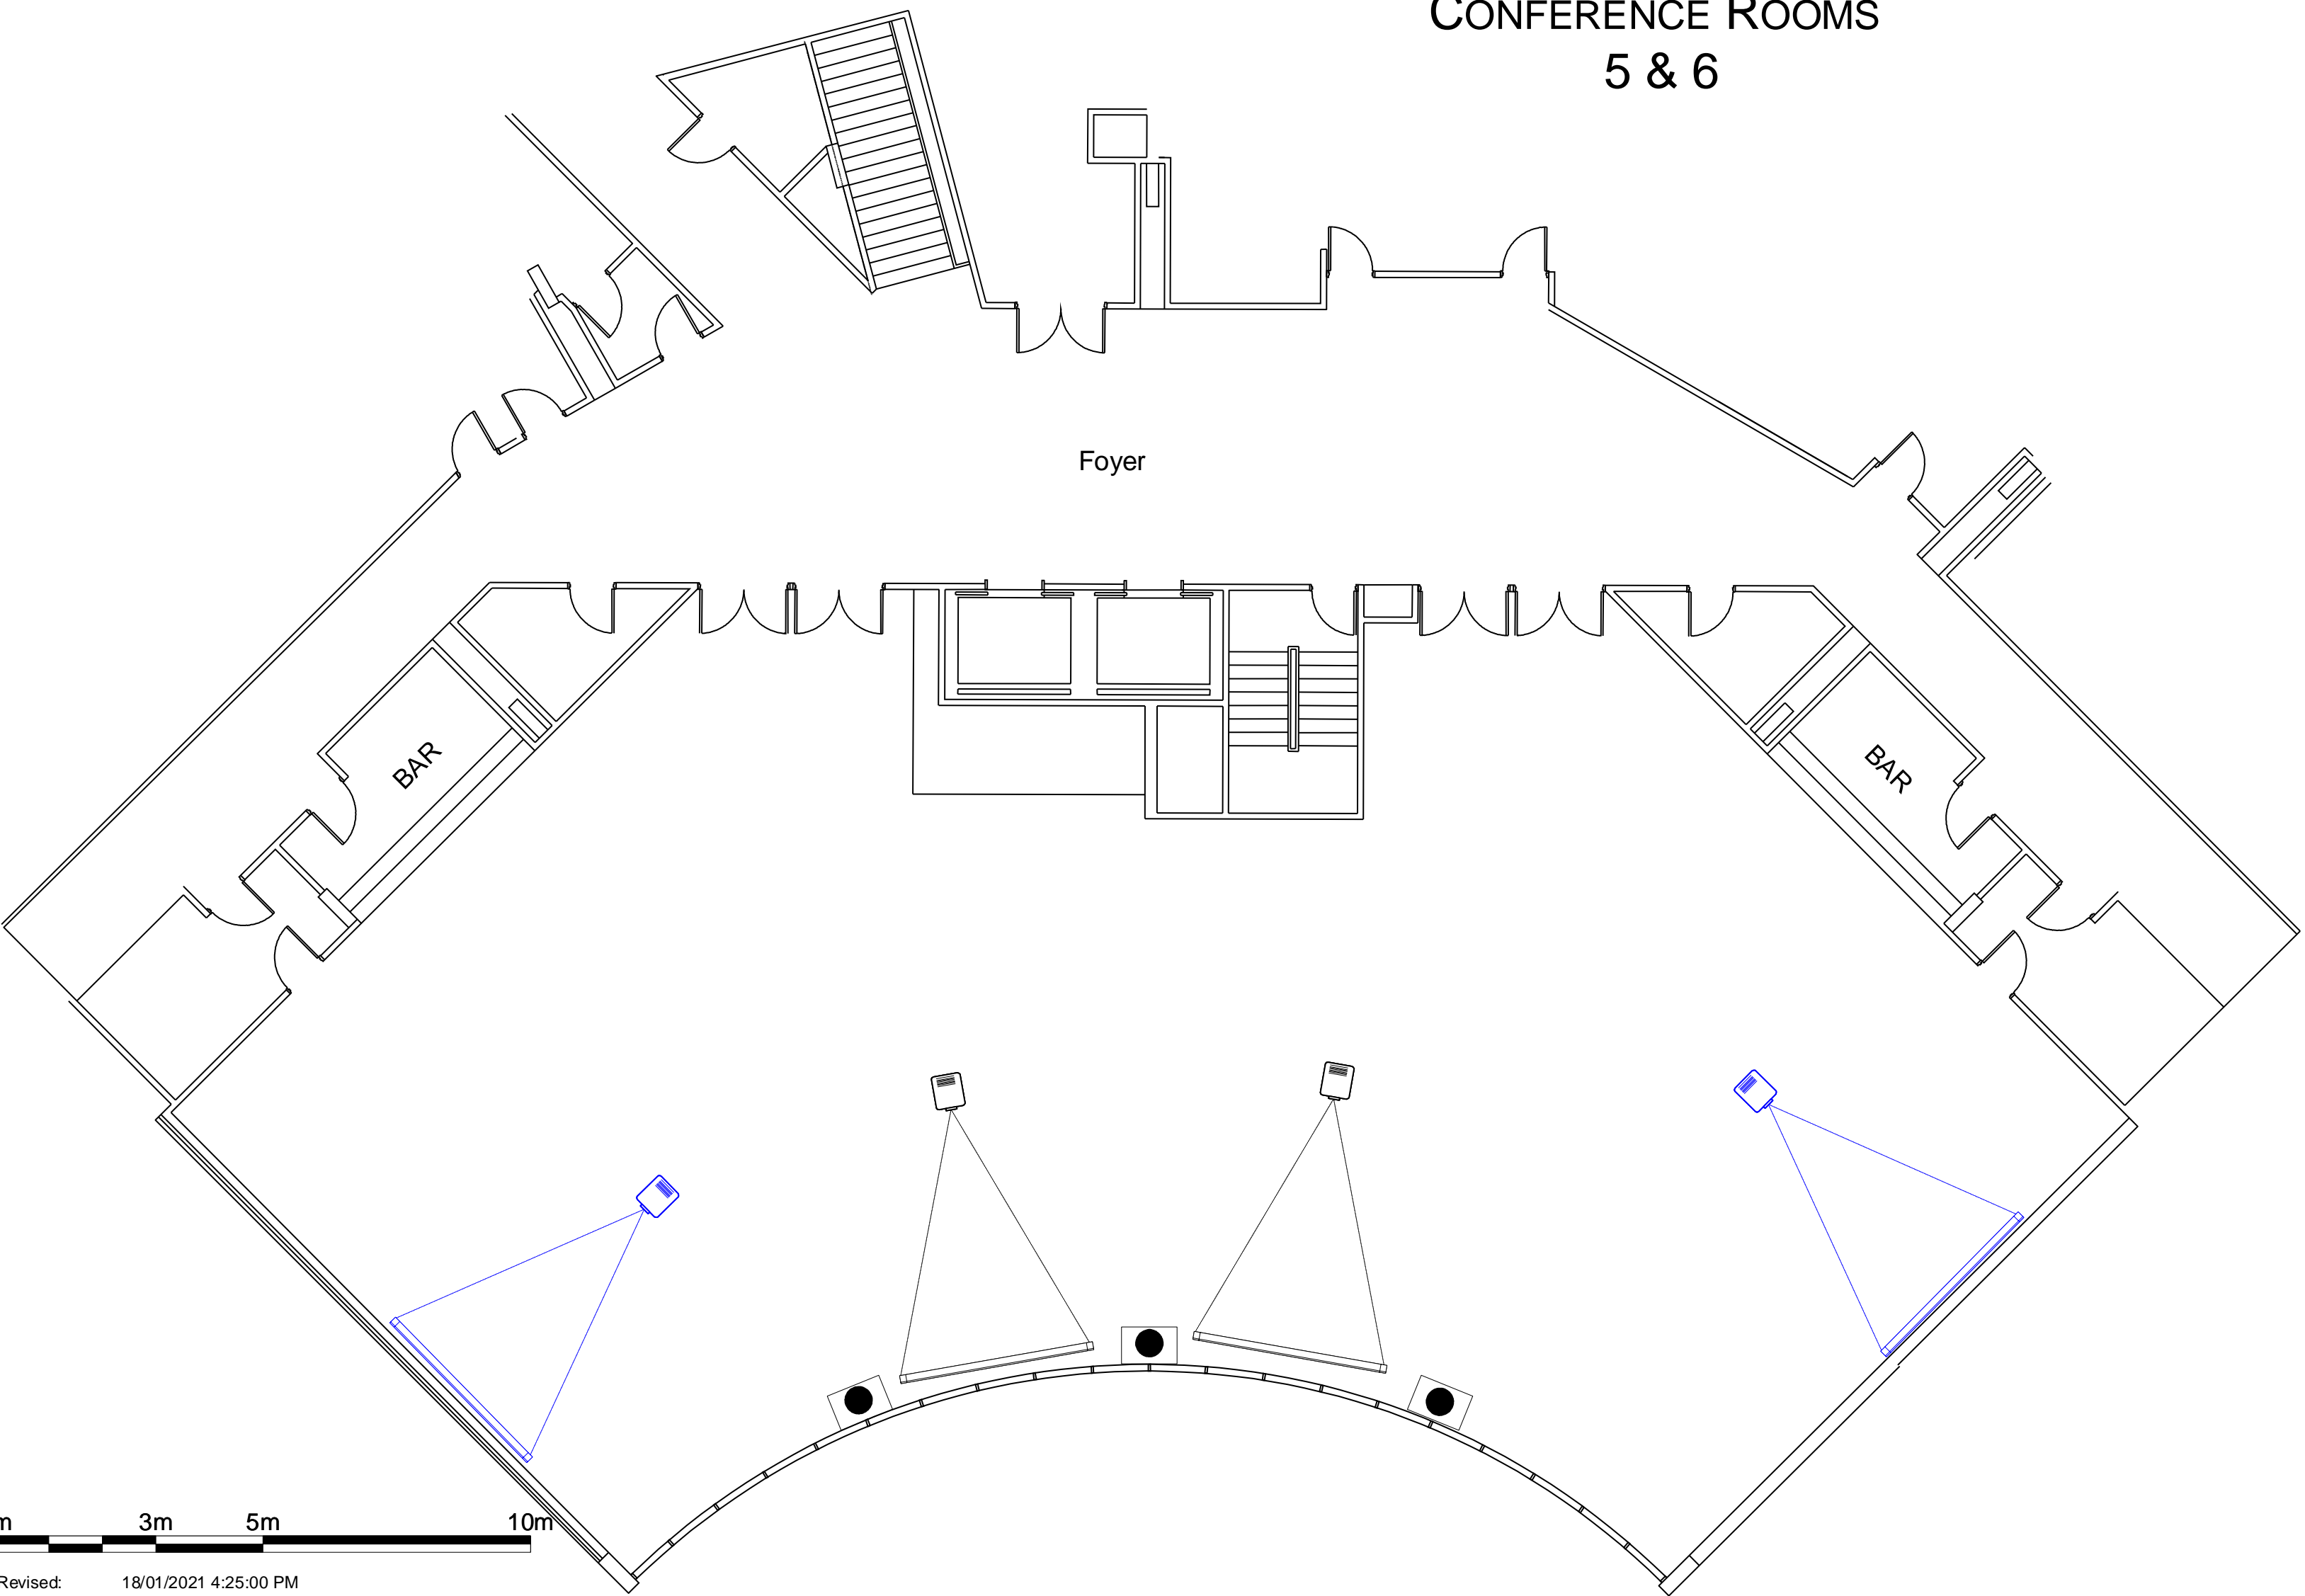 CONFERENCE ROOMS
5 & 6
Foyer
BAR
BAR
m 3m 5m 10m
Revised: 18/01/2021 4:25:00 PM